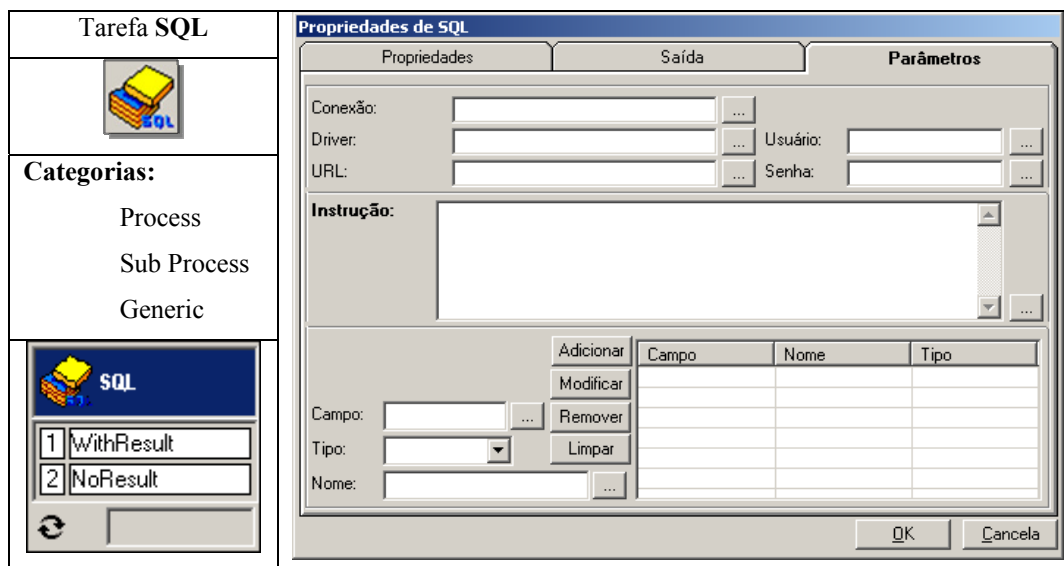 Tarefa SQL
SQL
Categorias:
Process
Sub Process
Generic
SQL
1 WithResult
2 NoResult
Propriedades de SQL
Propriedades Saída Parâmetros
Conexão: ...
Driver: ... Usuário: ...
URL: ... Senha: ...
Instrução:
...
Adicionar Campo Nome Tipo
Modificar
Campo: ... Remover
Tipo: Limpar
Nome: ...
OK Cancela